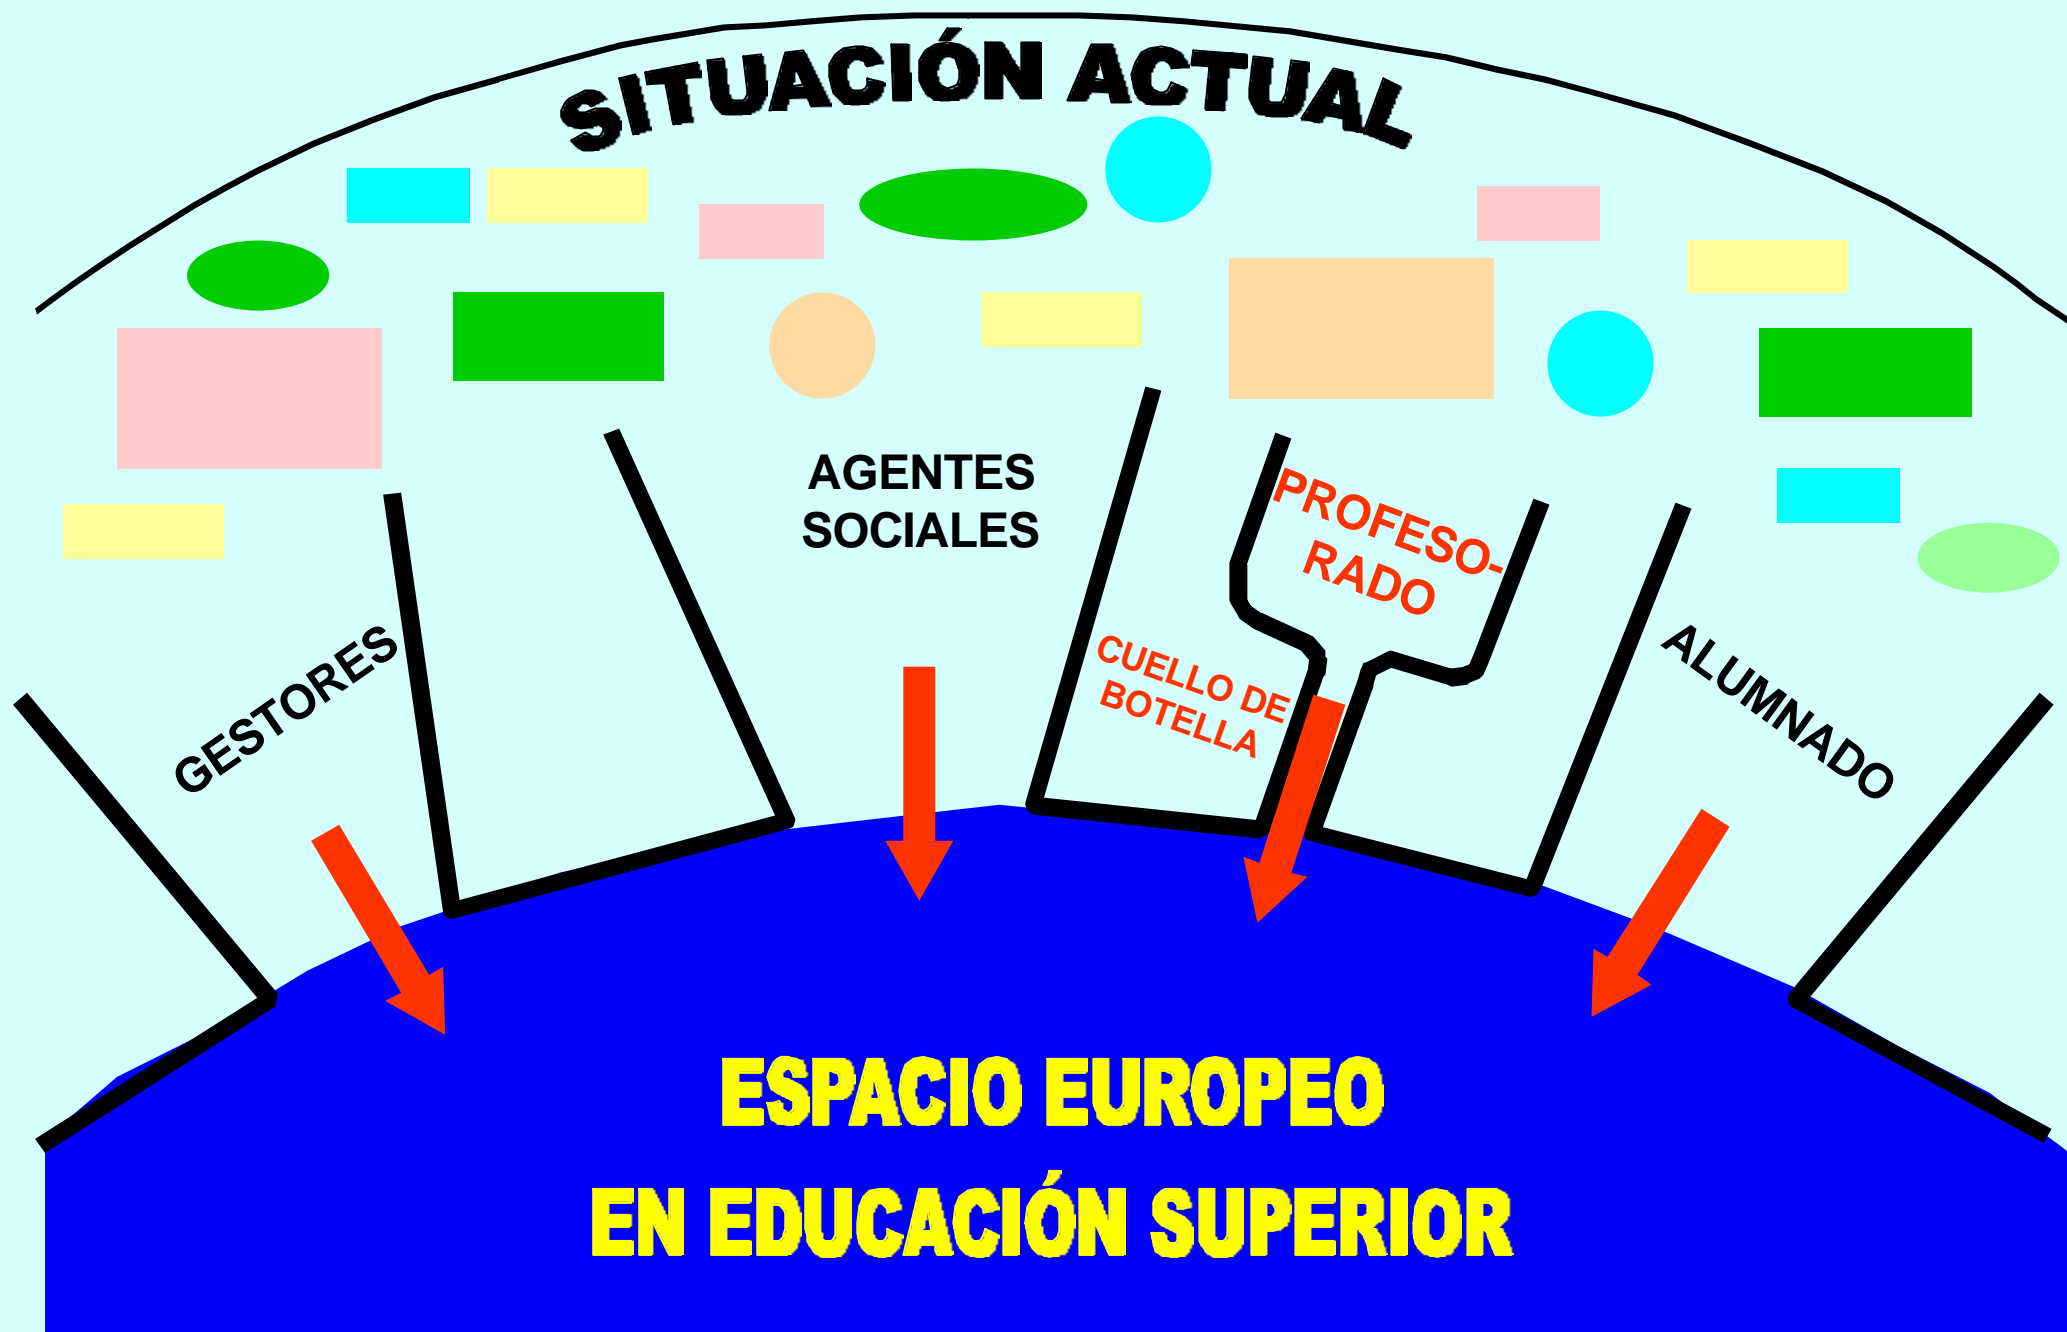 SITUACIÓN ACTUAL
AGENTES
SOCIALES
PROFESO-
RADO
CUELLO DE
BOTELLA
GESTORES
ALUMNADO
ESPACIO EUROPEO
EN EDUCACIÓN SUPERIOR